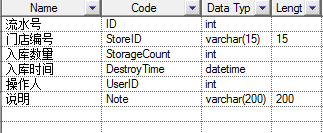 Name Code Data Typ Lengt
流水号 ID int
门店编号 StoreID varchar(15) 15
入库数量 StorageCount int
入库时间 DestroyTime datetime
操作人 UserID int
说明 Note varchar(200) 200